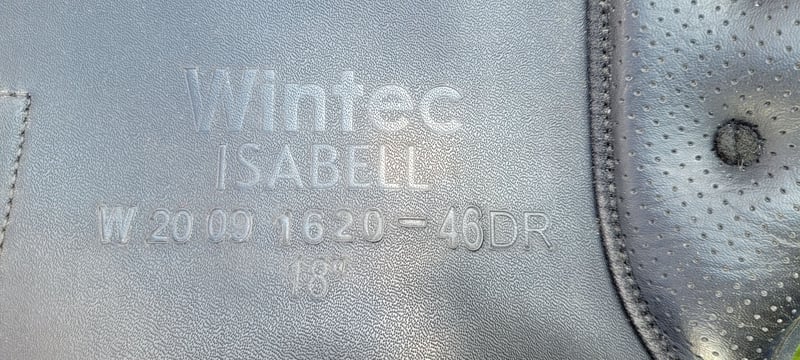 Wintec
ISABELL
W 20 09 1620-46DR
18"